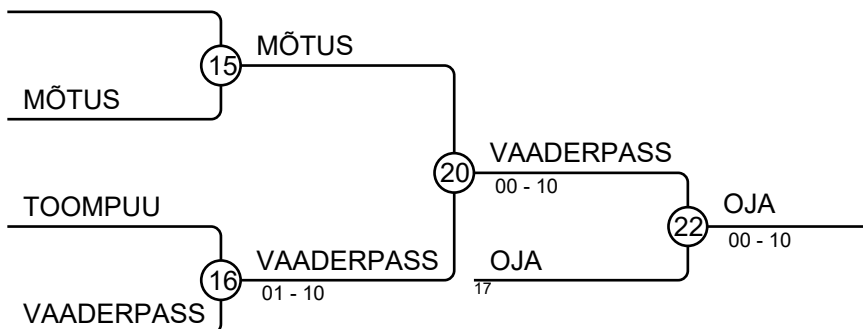 15
MÕTUS
MÕTUS
20
VAADERPASS
00 - 10
TOOMPUU
22
OJA
00 - 10
16
VAADERPASS
01 - 10
OJA
17
VAADERPASS